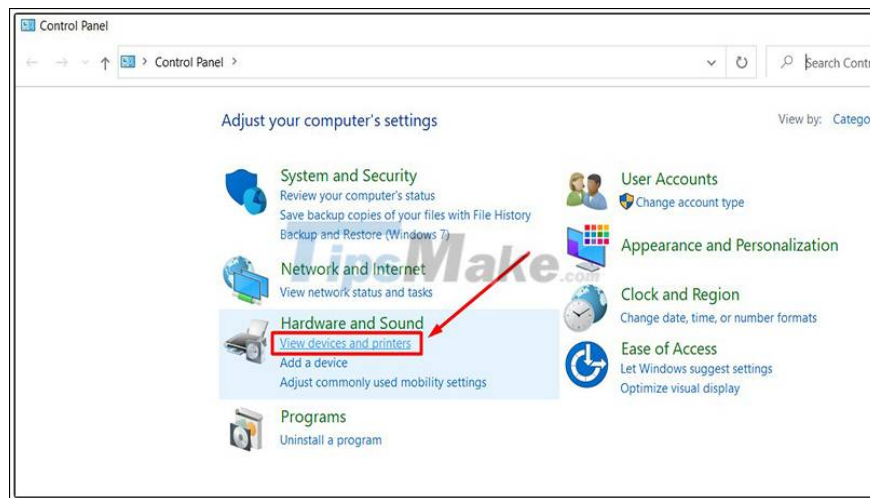 Control Panel
Control Panel
Search Contr
Adjust your computer's settings
View by: Catego
System and Security
Review your computer's status
Save backup copies of your files with File History
Backup and Restore (Windows 7)
Network and Internet
View network status and tasks
Hardware and Sound
View devices and printers
Add a device
Adjust commonly used mobility settings
Programs
Uninstall a program
User Accounts
Change account type
Appearance and Personalization
Clock and Region
Change date, time, or number formats
Ease of Access
Let Windows suggest settings
Optimize visual display
TipsMake.com